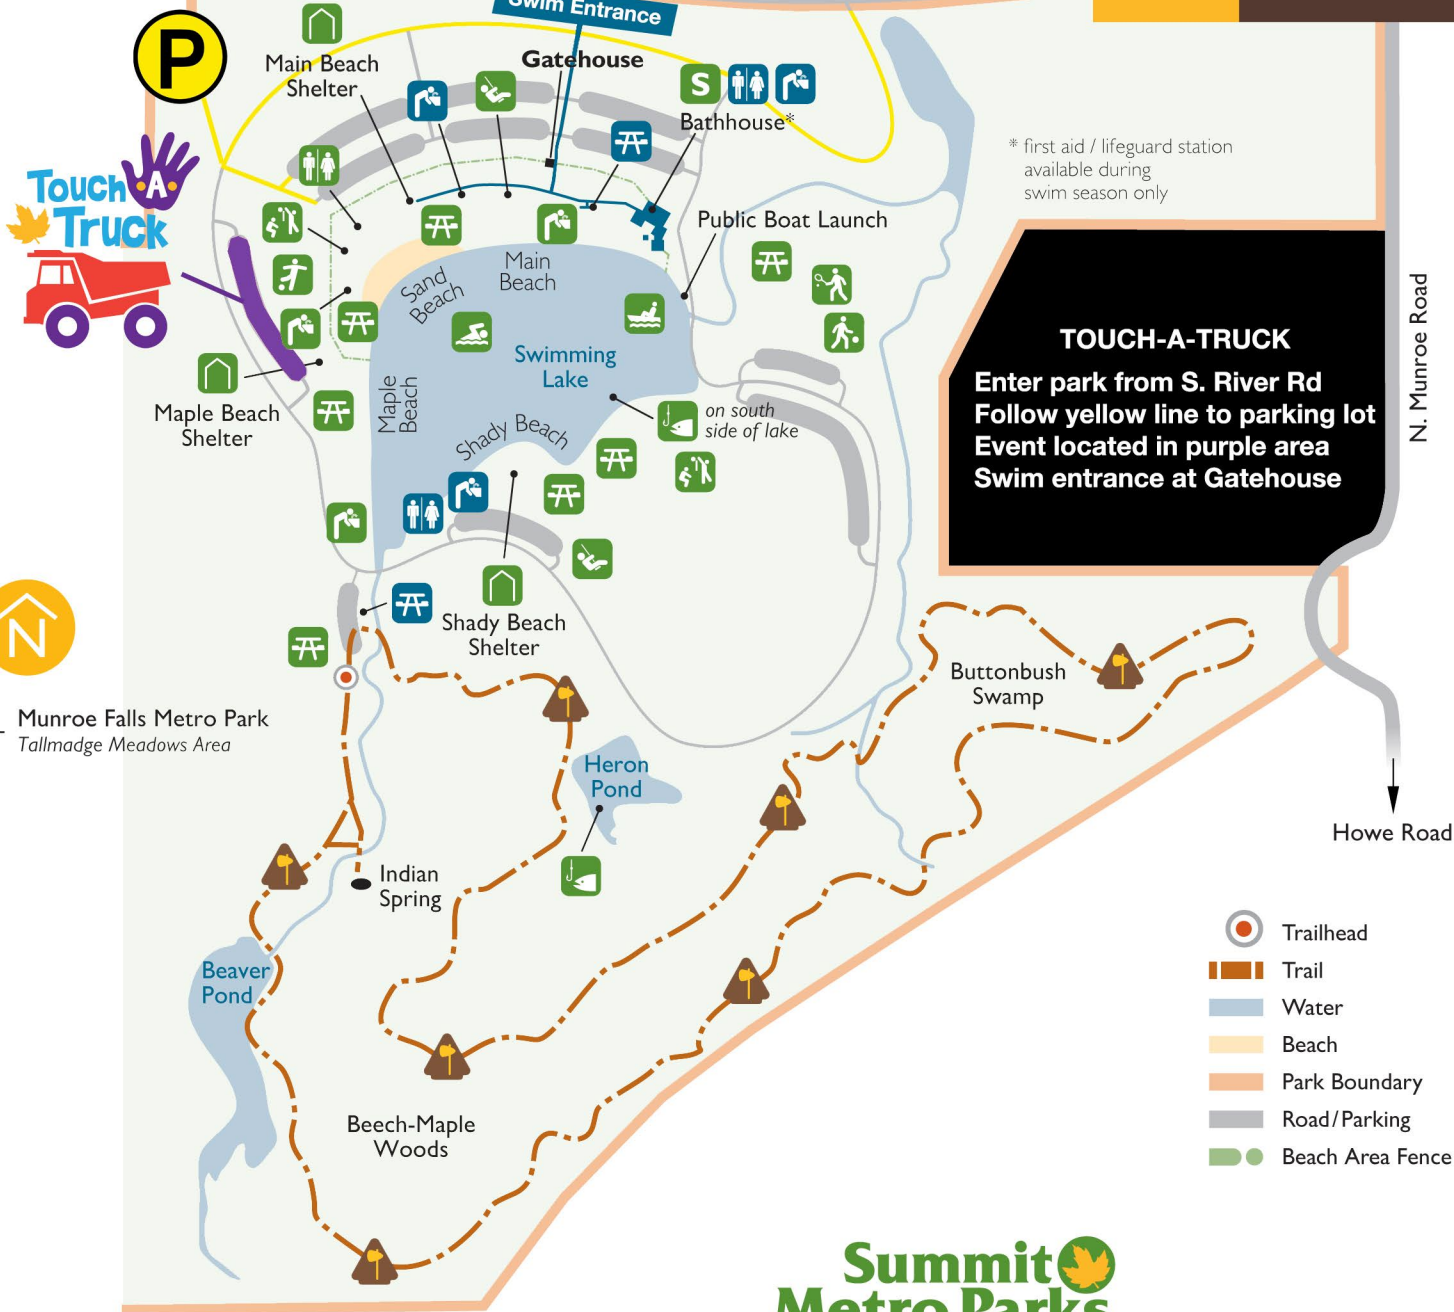 Swim Entrance
P
Main Beach
Shelter
Gatehouse
S
Bathhouse*
* first aid / lifeguard station
available during
swim season only
Touch
A
Truck
Public Boat Launch
Main
Beach
Sand
Beach
Swimming
Lake
Maple
Beach
Shady Beach
on south
side of lake
Maple Beach
Shelter
TOUCH-A-TRUCK
Enter park from S. River Rd
Follow yellow line to parking lot
Event located in purple area
Swim entrance at Gatehouse
N. Munroe Road
Shady Beach
Shelter
N
Munroe Falls Metro Park
Tallmadge Meadows Area
Buttonbush
Swamp
Heron
Pond
Howe Road
Indian
Spring
Beaver
Pond
Beech-Maple
Woods
Trailhead
Trail
Water
Beach
Park Boundary
Road/Parking
Beach Area Fence
Summit
Metro Parks